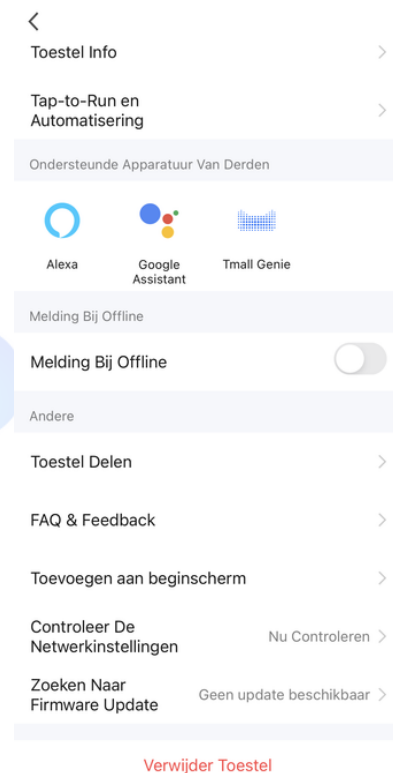 Toestel Info
Tap-to-Run en
Automatisering
Ondersteunde Apparatuur Van Derden
Alexa
Google
Assistant
Tmall Genie
Melding Bij Offline
Melding Bij Offline
Andere
Toestel Delen
FAQ & Feedback
Toevoegen aan beginscherm
Controleer De
Netwerkinstellingen
Nu Controleren
Zoeken Naar
Firmware Update
Geen update beschikbaar
Verwijder Toestel